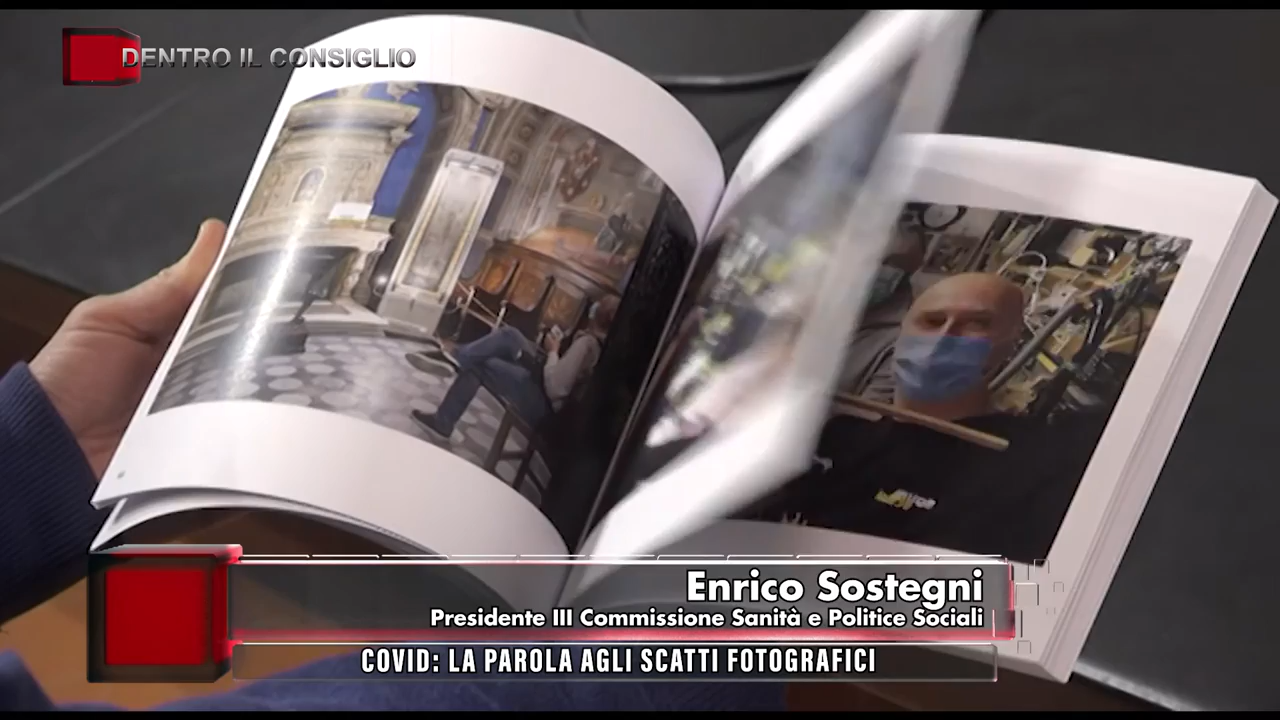 DENTRO IL CONSIGLIO
Enrico Sostegni
Presidente III Commissione Sanità e Politice Sociali
COVID: LA PAROLA AGLI SCATTI FOTOGRAFICI